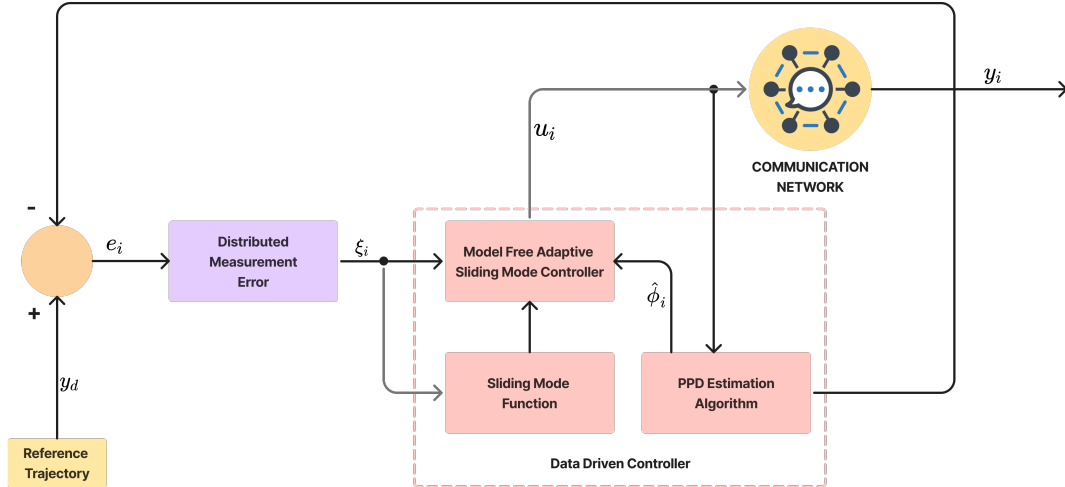 y_i
u_i
COMMUNICATION
NETWORK
-
e_i
Distributed
Measurement
Error
ξ_i
Model Free Adaptive
Sliding Mode Controller
\hat{ϕ}_i
+
y_d
Sliding Mode
Function
PPD Estimation
Algorithm
Reference
Trajectory
Data Driven Controller